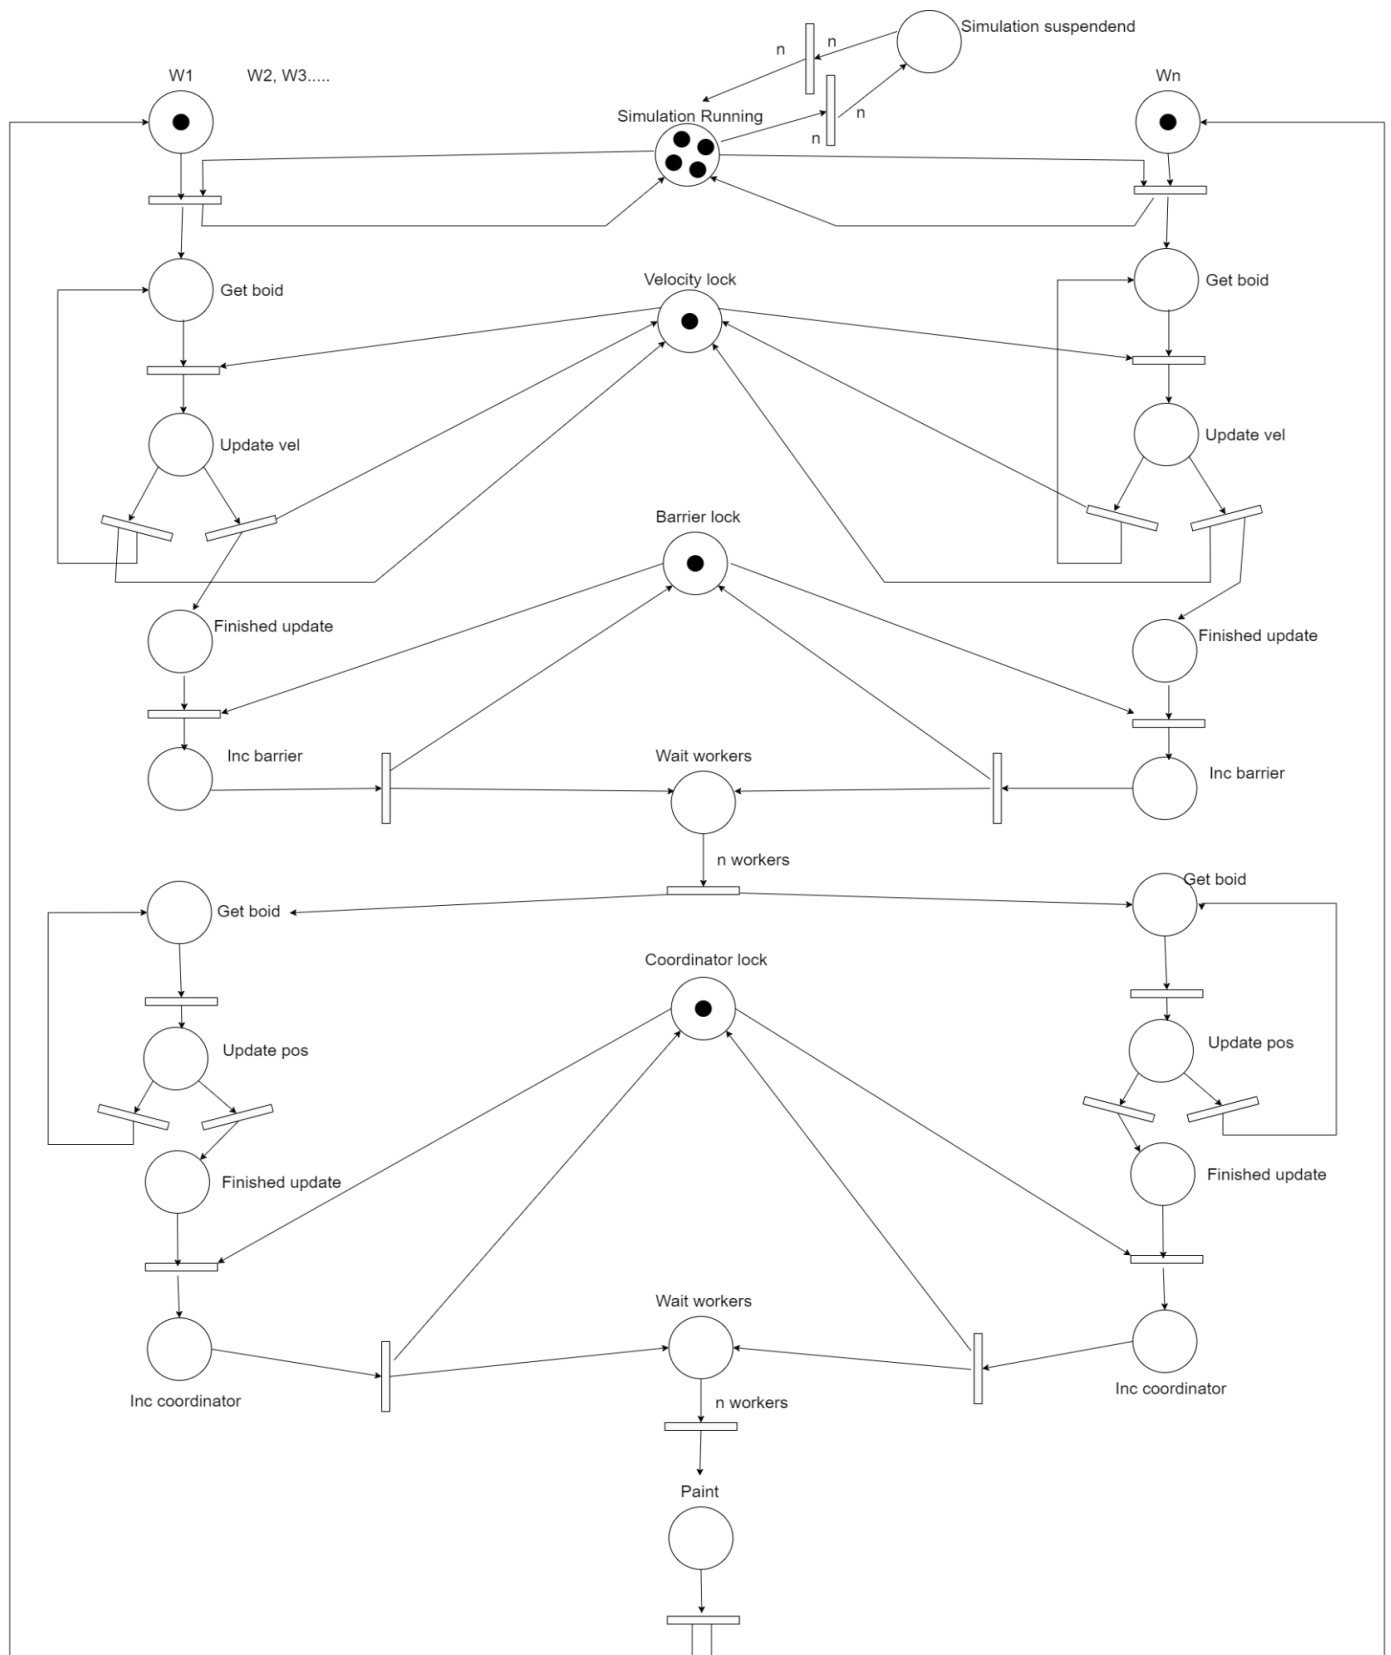 Simulation suspendend
n
n
W1
W2, W3.....
Wn
Simulation Running
n
n
Velocity lock
Get boid
Get boid
Update vel
Update vel
Barrier lock
Finished update
Finished update
Inc barrier
Wait workers
Inc barrier
n workers
Get boid
Get boid
Coordinator lock
Update pos
Update pos
Finished update
Finished update
Wait workers
Inc coordinator
Inc coordinator
n workers
Paint